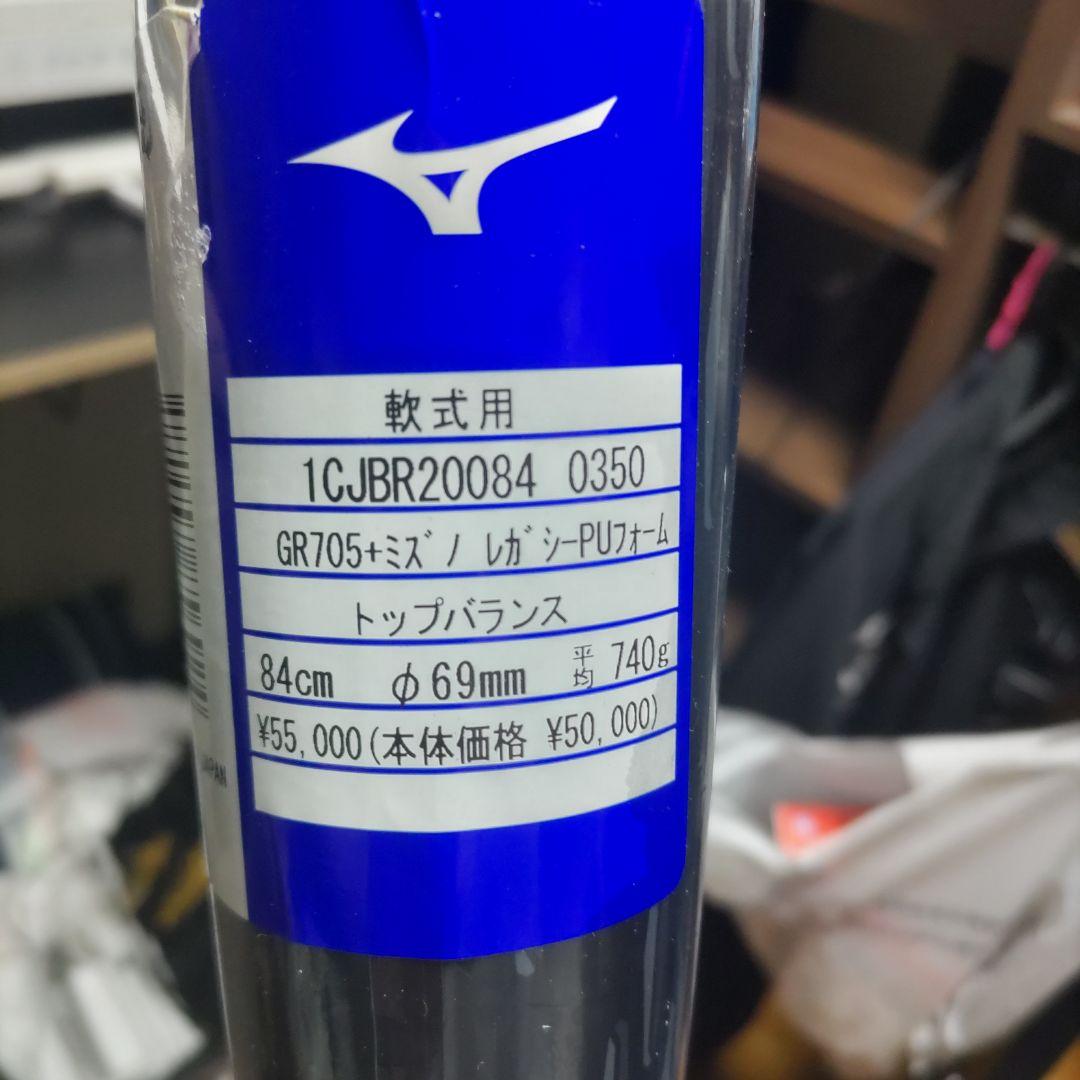 軟式用
1CJBR20084 0350
GR705+ミズノ レガシーPUフォーム
トップバランス
84cm φ69mm 平均 740g
¥55,000(本体価格 ¥50,000)
JAPAN